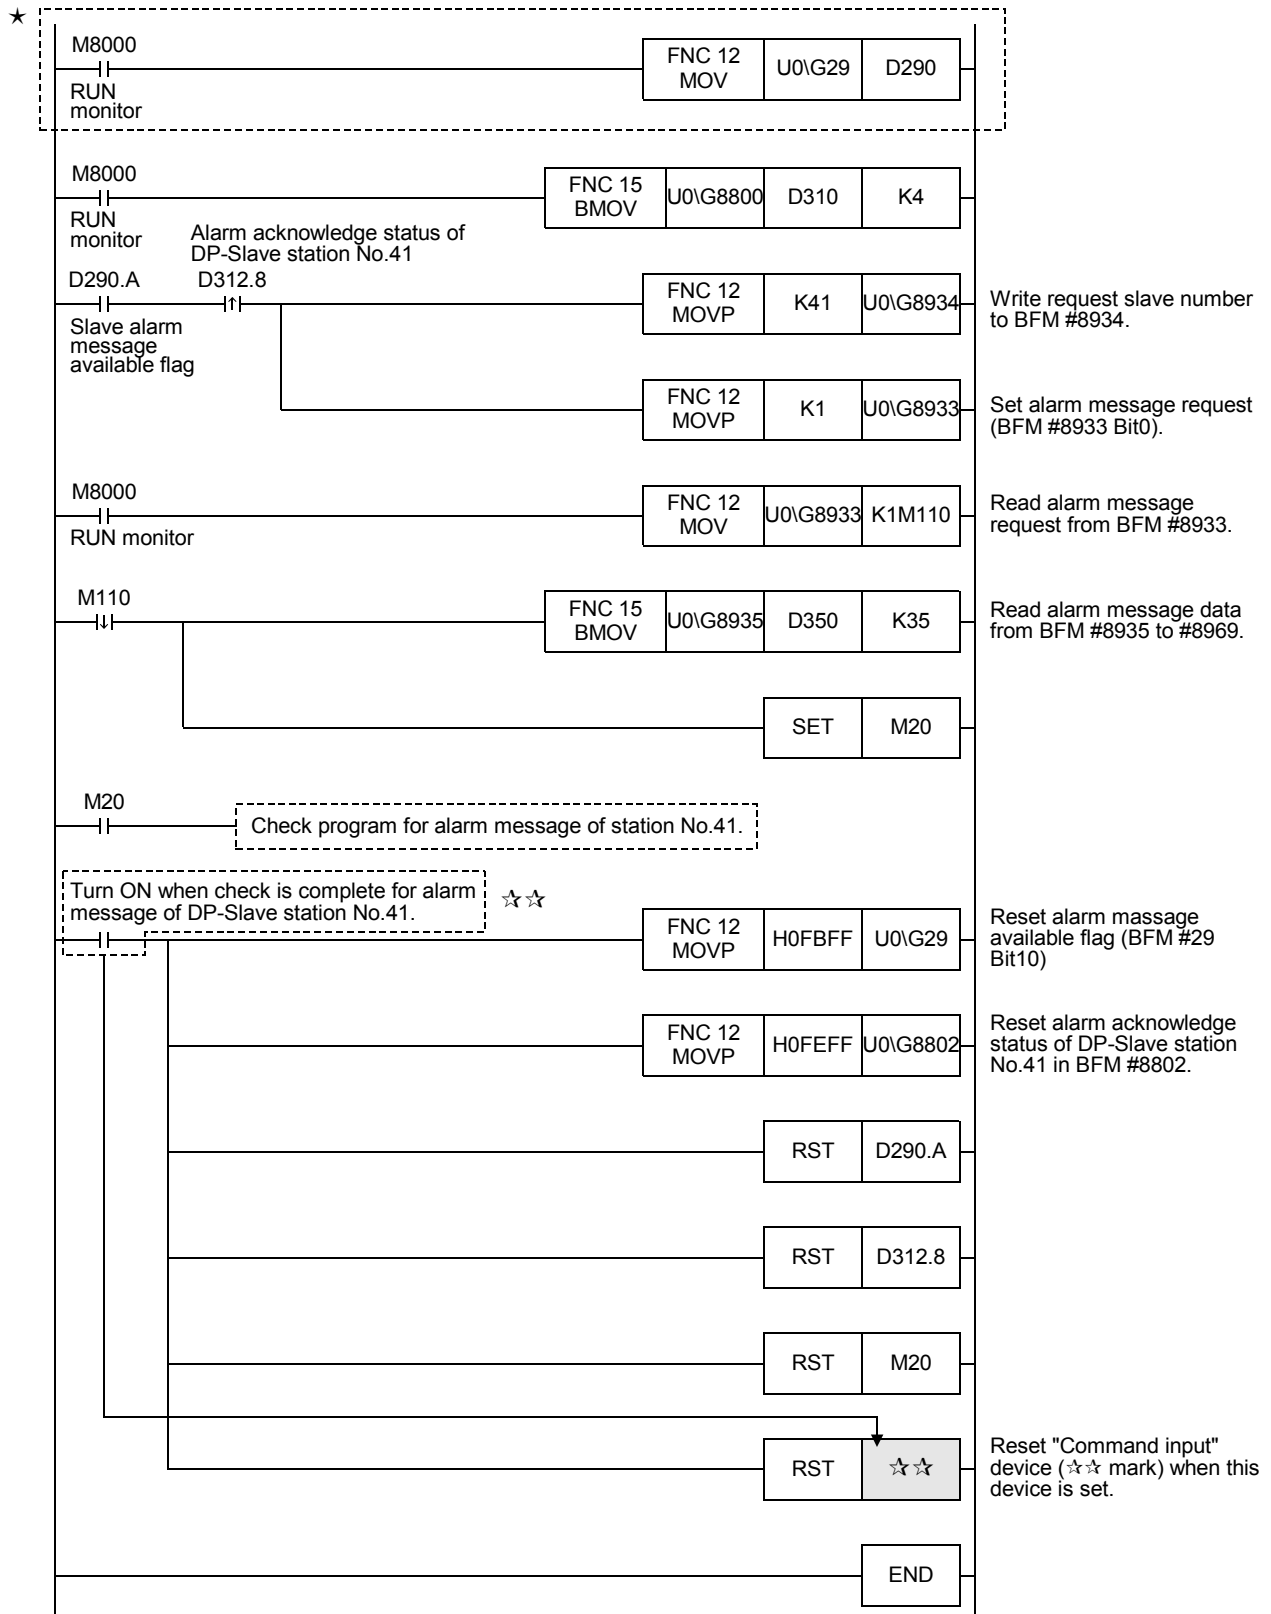 ★
M8000
RUN
monitor
FNC 12
MOV
U0\G29
D290
M8000
RUN
monitor
FNC 15
BMOV
U0\G8800
D310
K4
Alarm acknowledge status of
DP-Slave station No.41
D290.A
D312.8
Slave alarm
message
available flag
FNC 12
MOVP
K41
U0\G8934
Write request slave number
to BFM #8934.
FNC 12
MOVP
K1
U0\G8933
Set alarm message request
(BFM #8933 Bit0).
M8000
RUN monitor
FNC 12
MOV
U0\G8933
K1M110
Read alarm message
request from BFM #8933.
M110
FNC 15
BMOV
U0\G8935
D350
K35
Read alarm message data
from BFM #8935 to #8969.
SET
M20
M20
Check program for alarm message of station No.41.
Turn ON when check is complete for alarm
message of DP-Slave station No.41.
☆☆
FNC 12
MOVP
H0FBFF
U0\G29
Reset alarm massage
available flag (BFM #29
Bit10)
FNC 12
MOVP
H0FEFF
U0\G8802
Reset alarm acknowledge
status of DP-Slave station
No.41 in BFM #8802.
RST
D290.A
RST
D312.8
RST
M20
RST
☆☆
Reset "Command input"
device (☆☆ mark) when this
device is set.
END